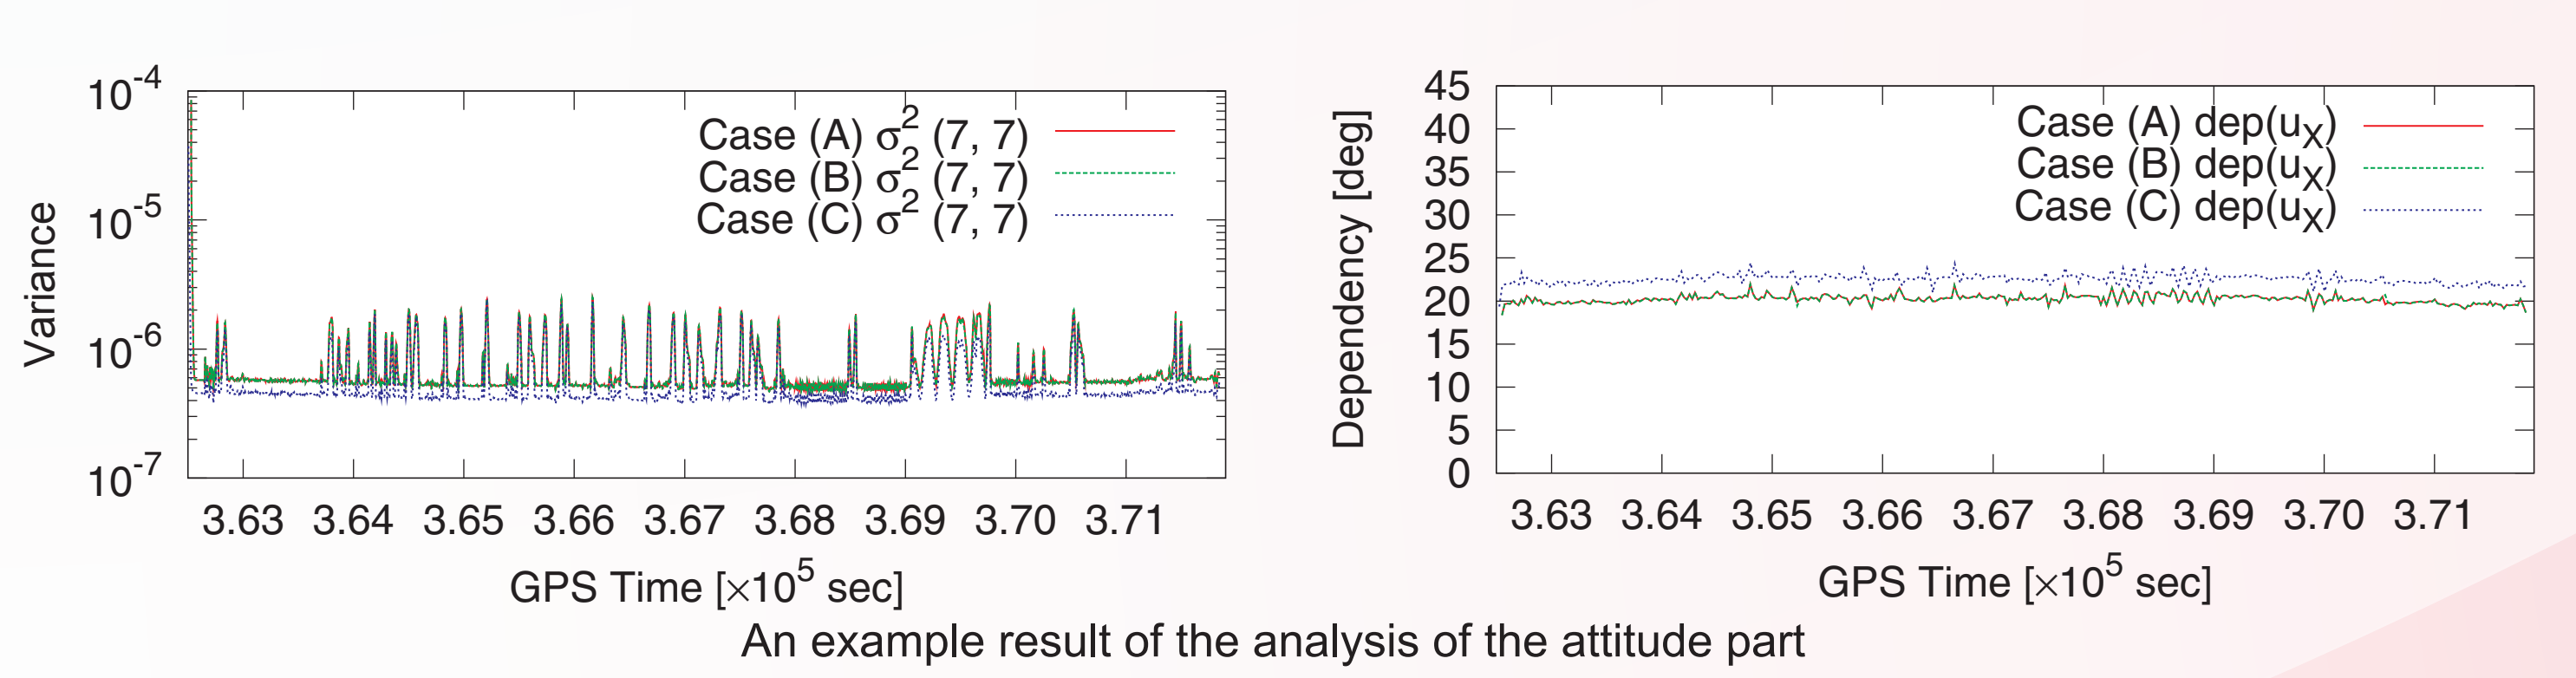 10^-4
10^-5
10^-6
10^-7
Variance
Case (A) σ^2 (7, 7)
Case (B) σ^2 (7, 7)
Case (C) σ^2 (7, 7)
3.63 3.64 3.65 3.66 3.67 3.68 3.69 3.70 3.71
GPS Time [×10^5 sec]
45
40
35
30
25
20
15
10
5
0
Dependency [deg]
Case (A) dep(u_X)
Case (B) dep(u_X)
Case (C) dep(u_X)
3.63 3.64 3.65 3.66 3.67 3.68 3.69 3.70 3.71
GPS Time [×10^5 sec]
An example result of the analysis of the attitude part